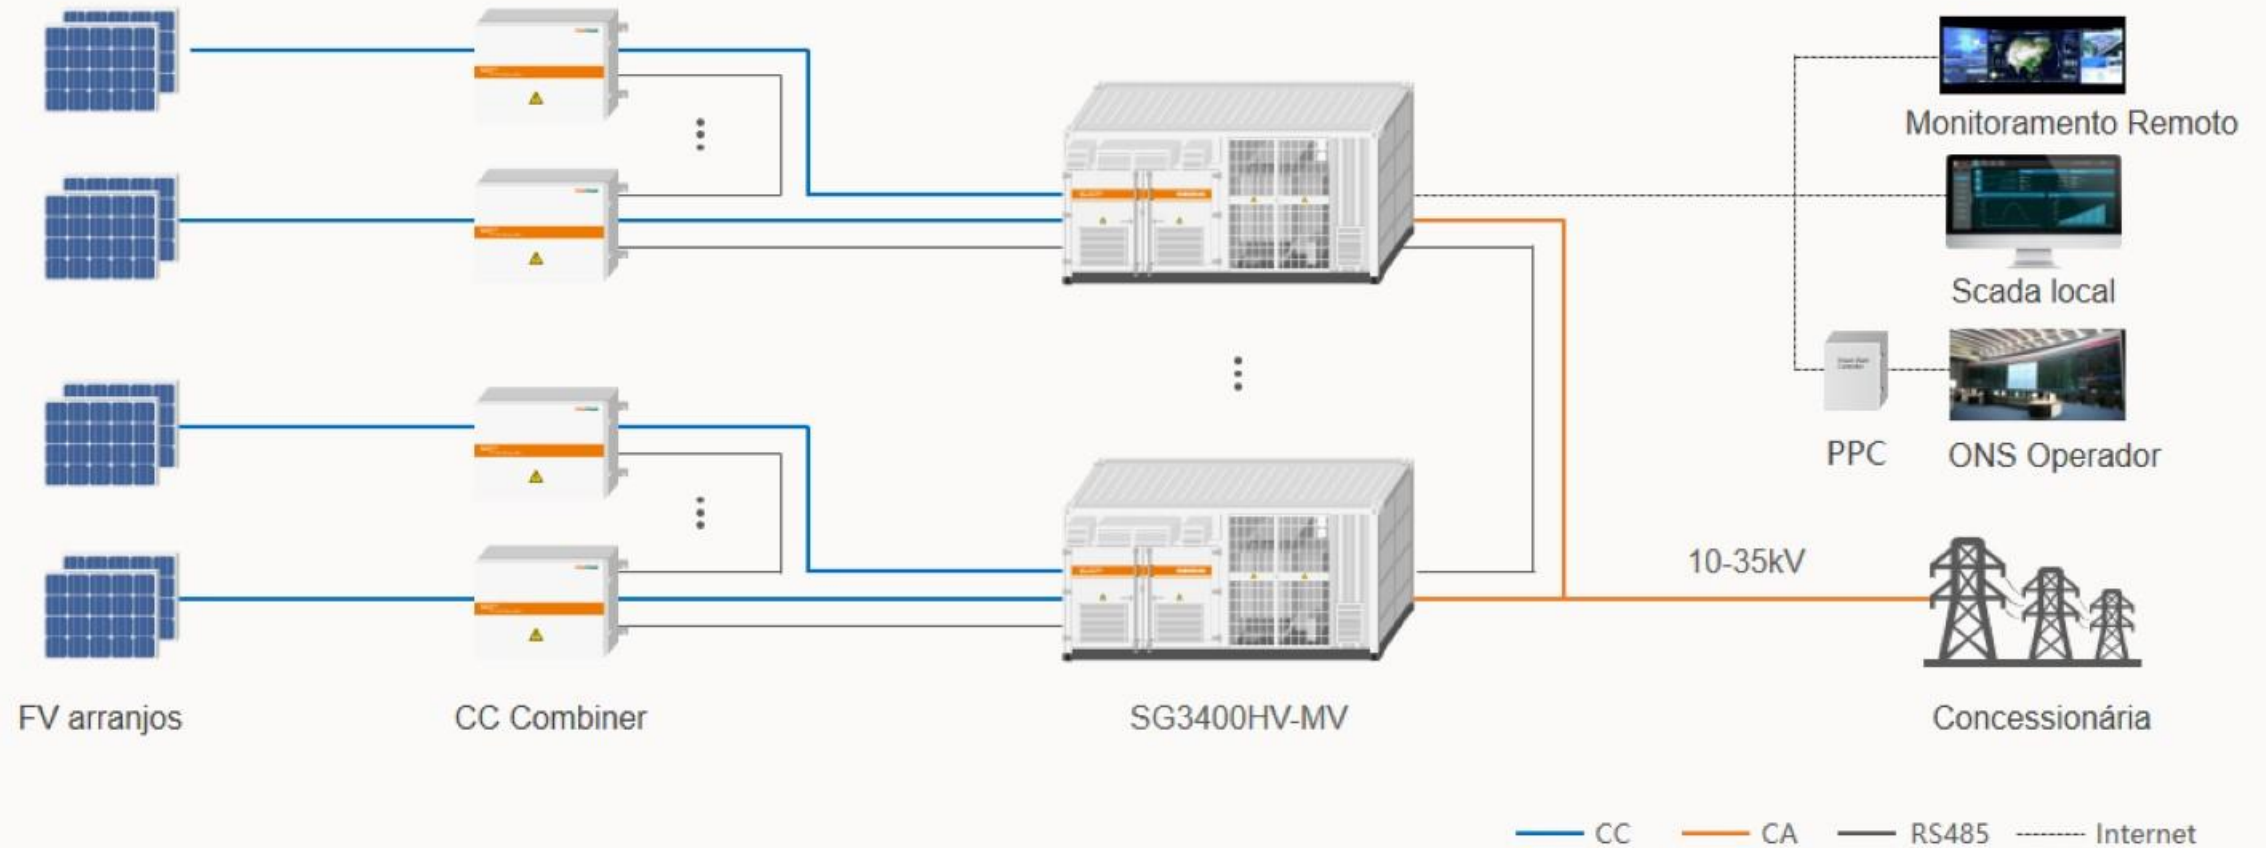 Monitoramento Remoto
Scada local
PPC
ONS Operador
10-35kV
FV arranjos
CC Combiner
SG3400HV-MV
Concessionária
CC
CA
RS485
Internet